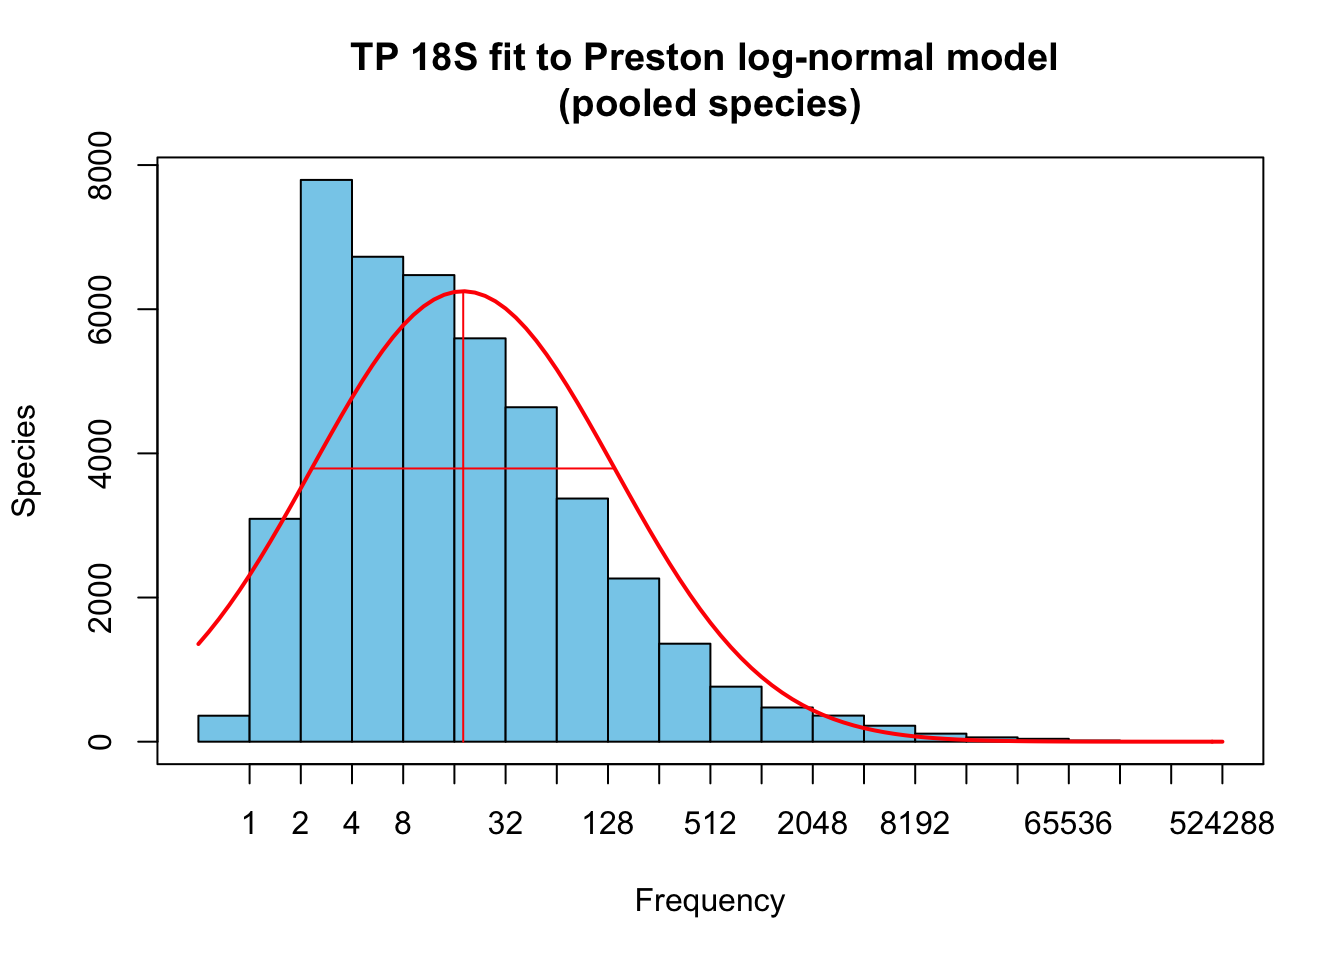 TP 18S fit to Preston log-normal model
(pooled species)
8000
6000
4000
2000
0
Species
1 2 4 8 32 128 512 2048 8192 65536 524288
Frequency